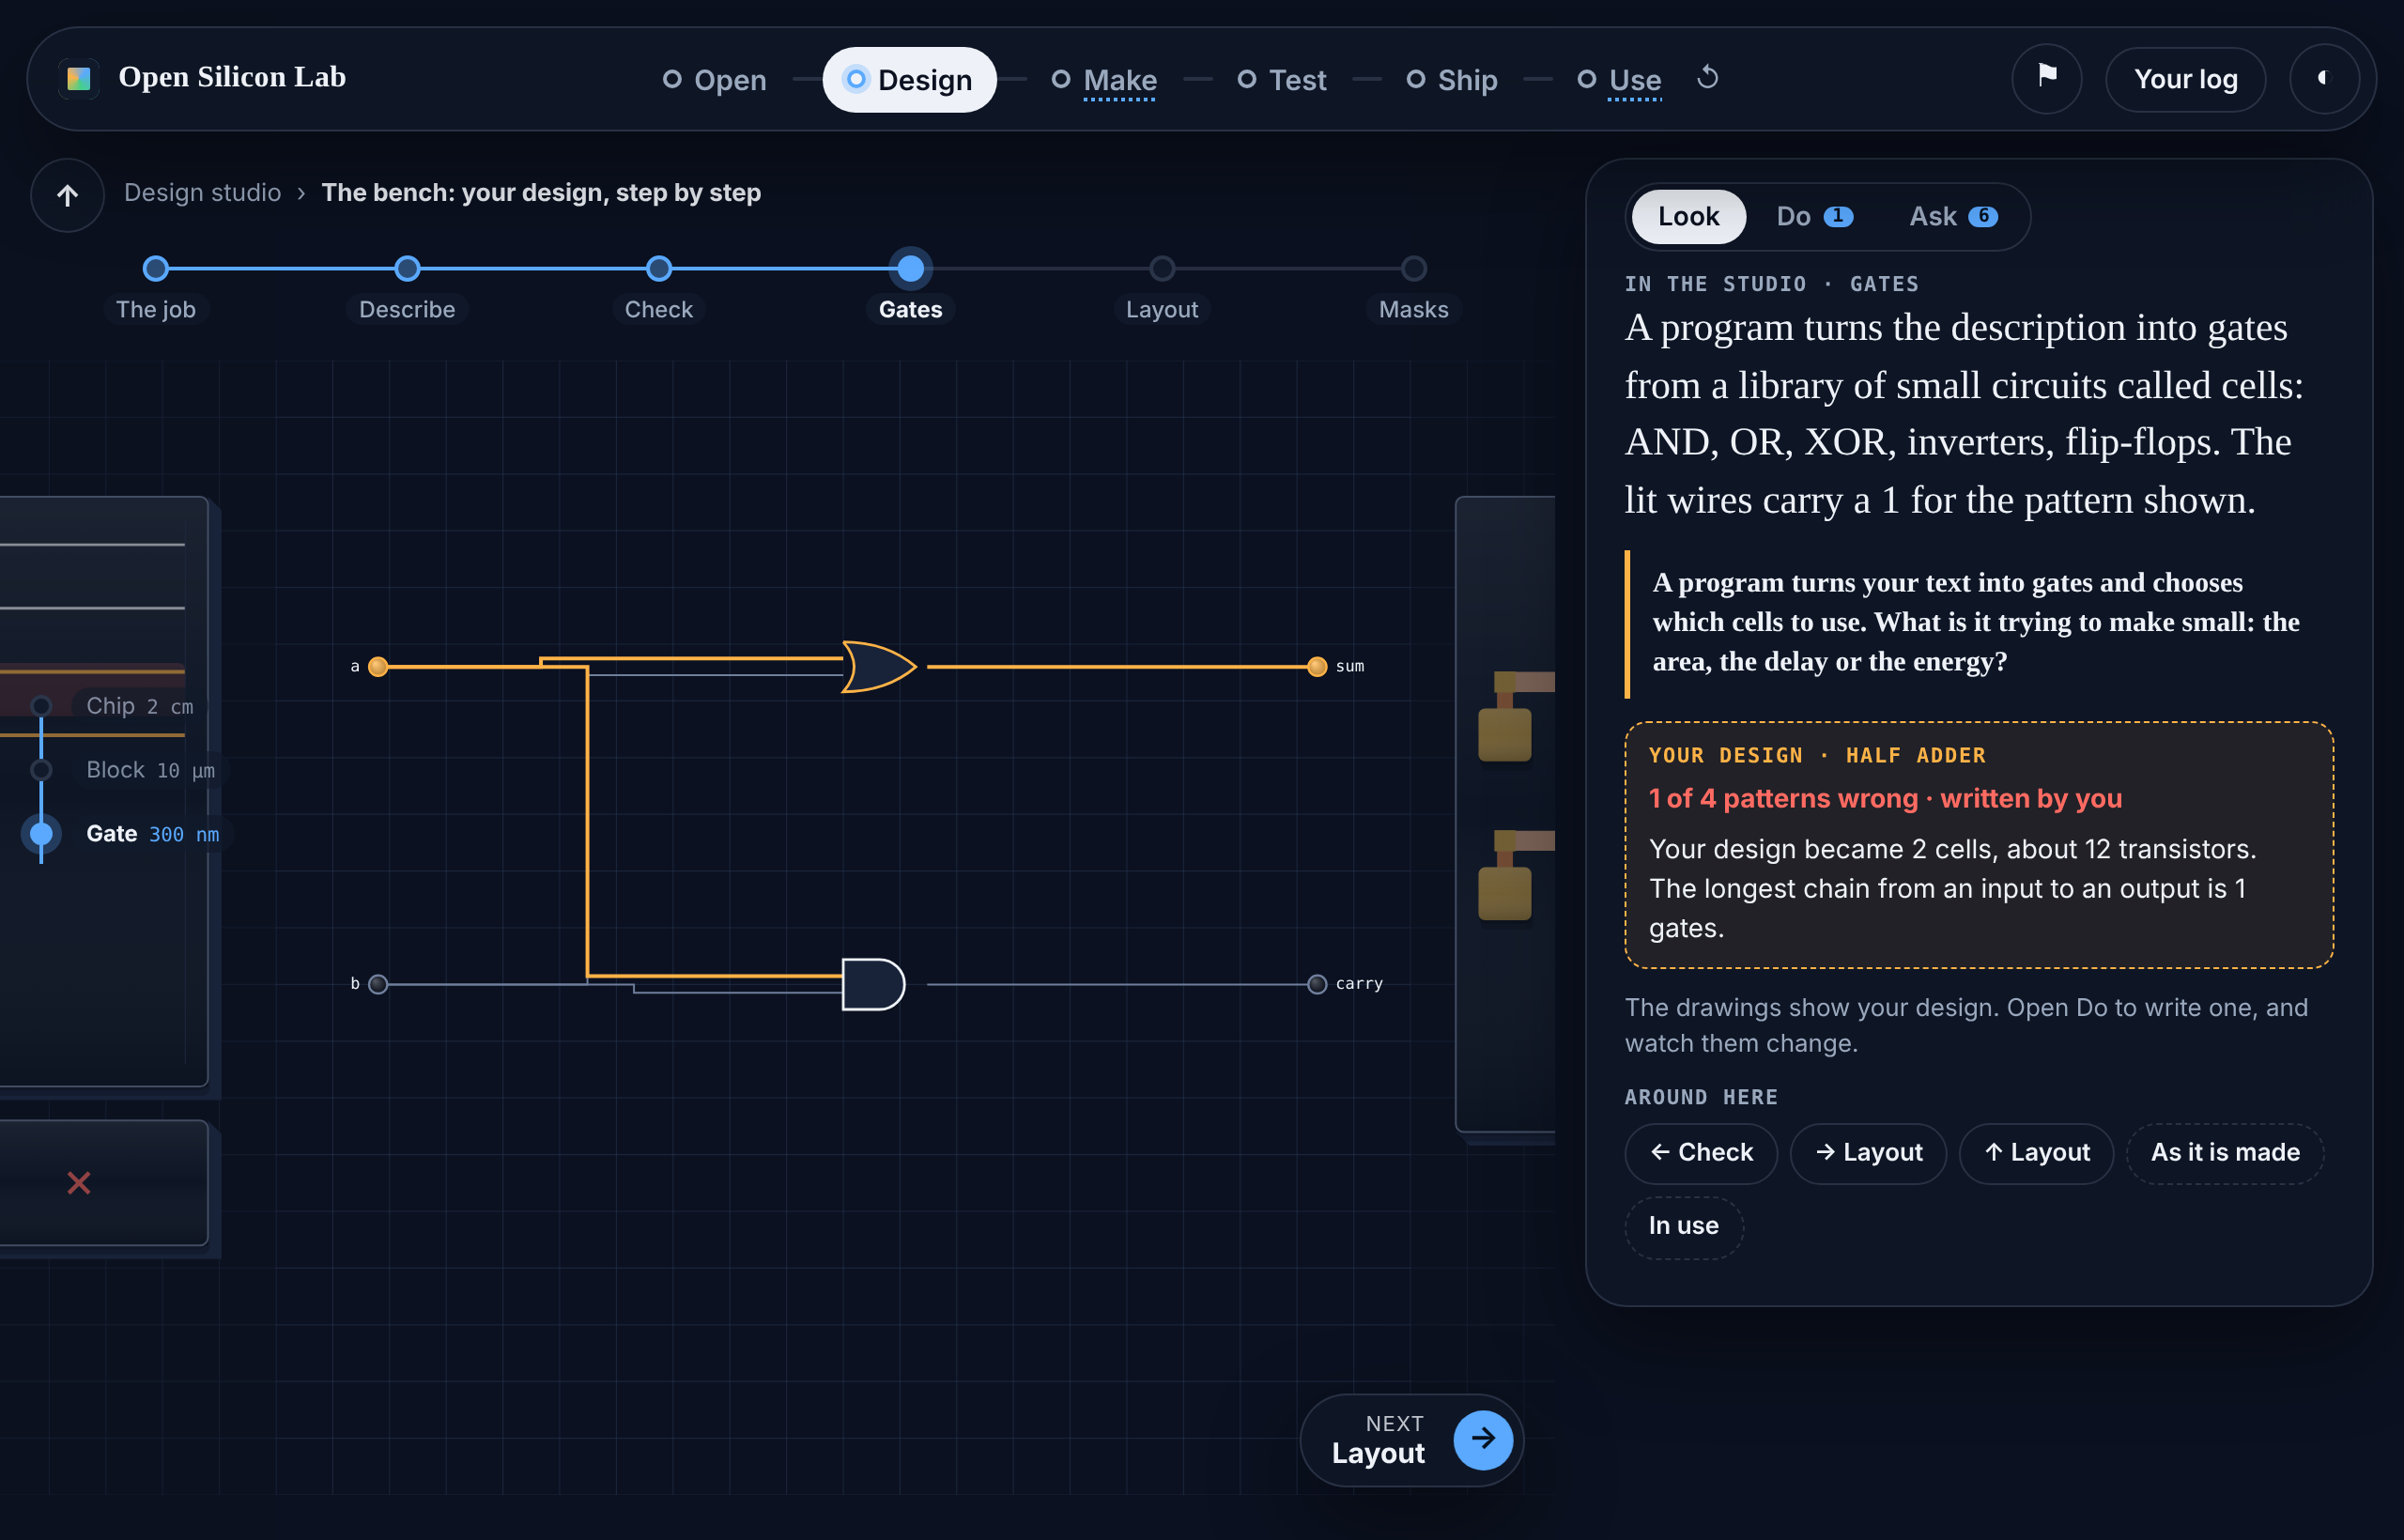 Open Silicon Lab
Open
Design
Make
Test
Ship
Use
Your log
Design studio › The bench: your design, step by step
The job
Describe
Check
Gates
Layout
Masks
Chip 2 cm
Block 10 µm
Gate 300 nm
a
sum
b
carry
NEXT
Layout
Look
Do 1
Ask 6
IN THE STUDIO · GATES
A program turns the description into gates
from a library of small circuits called cells:
AND, OR, XOR, inverters, flip-flops. The
lit wires carry a 1 for the pattern shown.
A program turns your text into gates and chooses
which cells to use. What is it trying to make small: the
area, the delay or the energy?
YOUR DESIGN · HALF ADDER
1 of 4 patterns wrong · written by you
Your design became 2 cells, about 12 transistors.
The longest chain from an input to an output is 1
gates.
The drawings show your design. Open Do to write one, and
watch them change.
AROUND HERE
← Check
→ Layout
↑ Layout
As it is made
In use